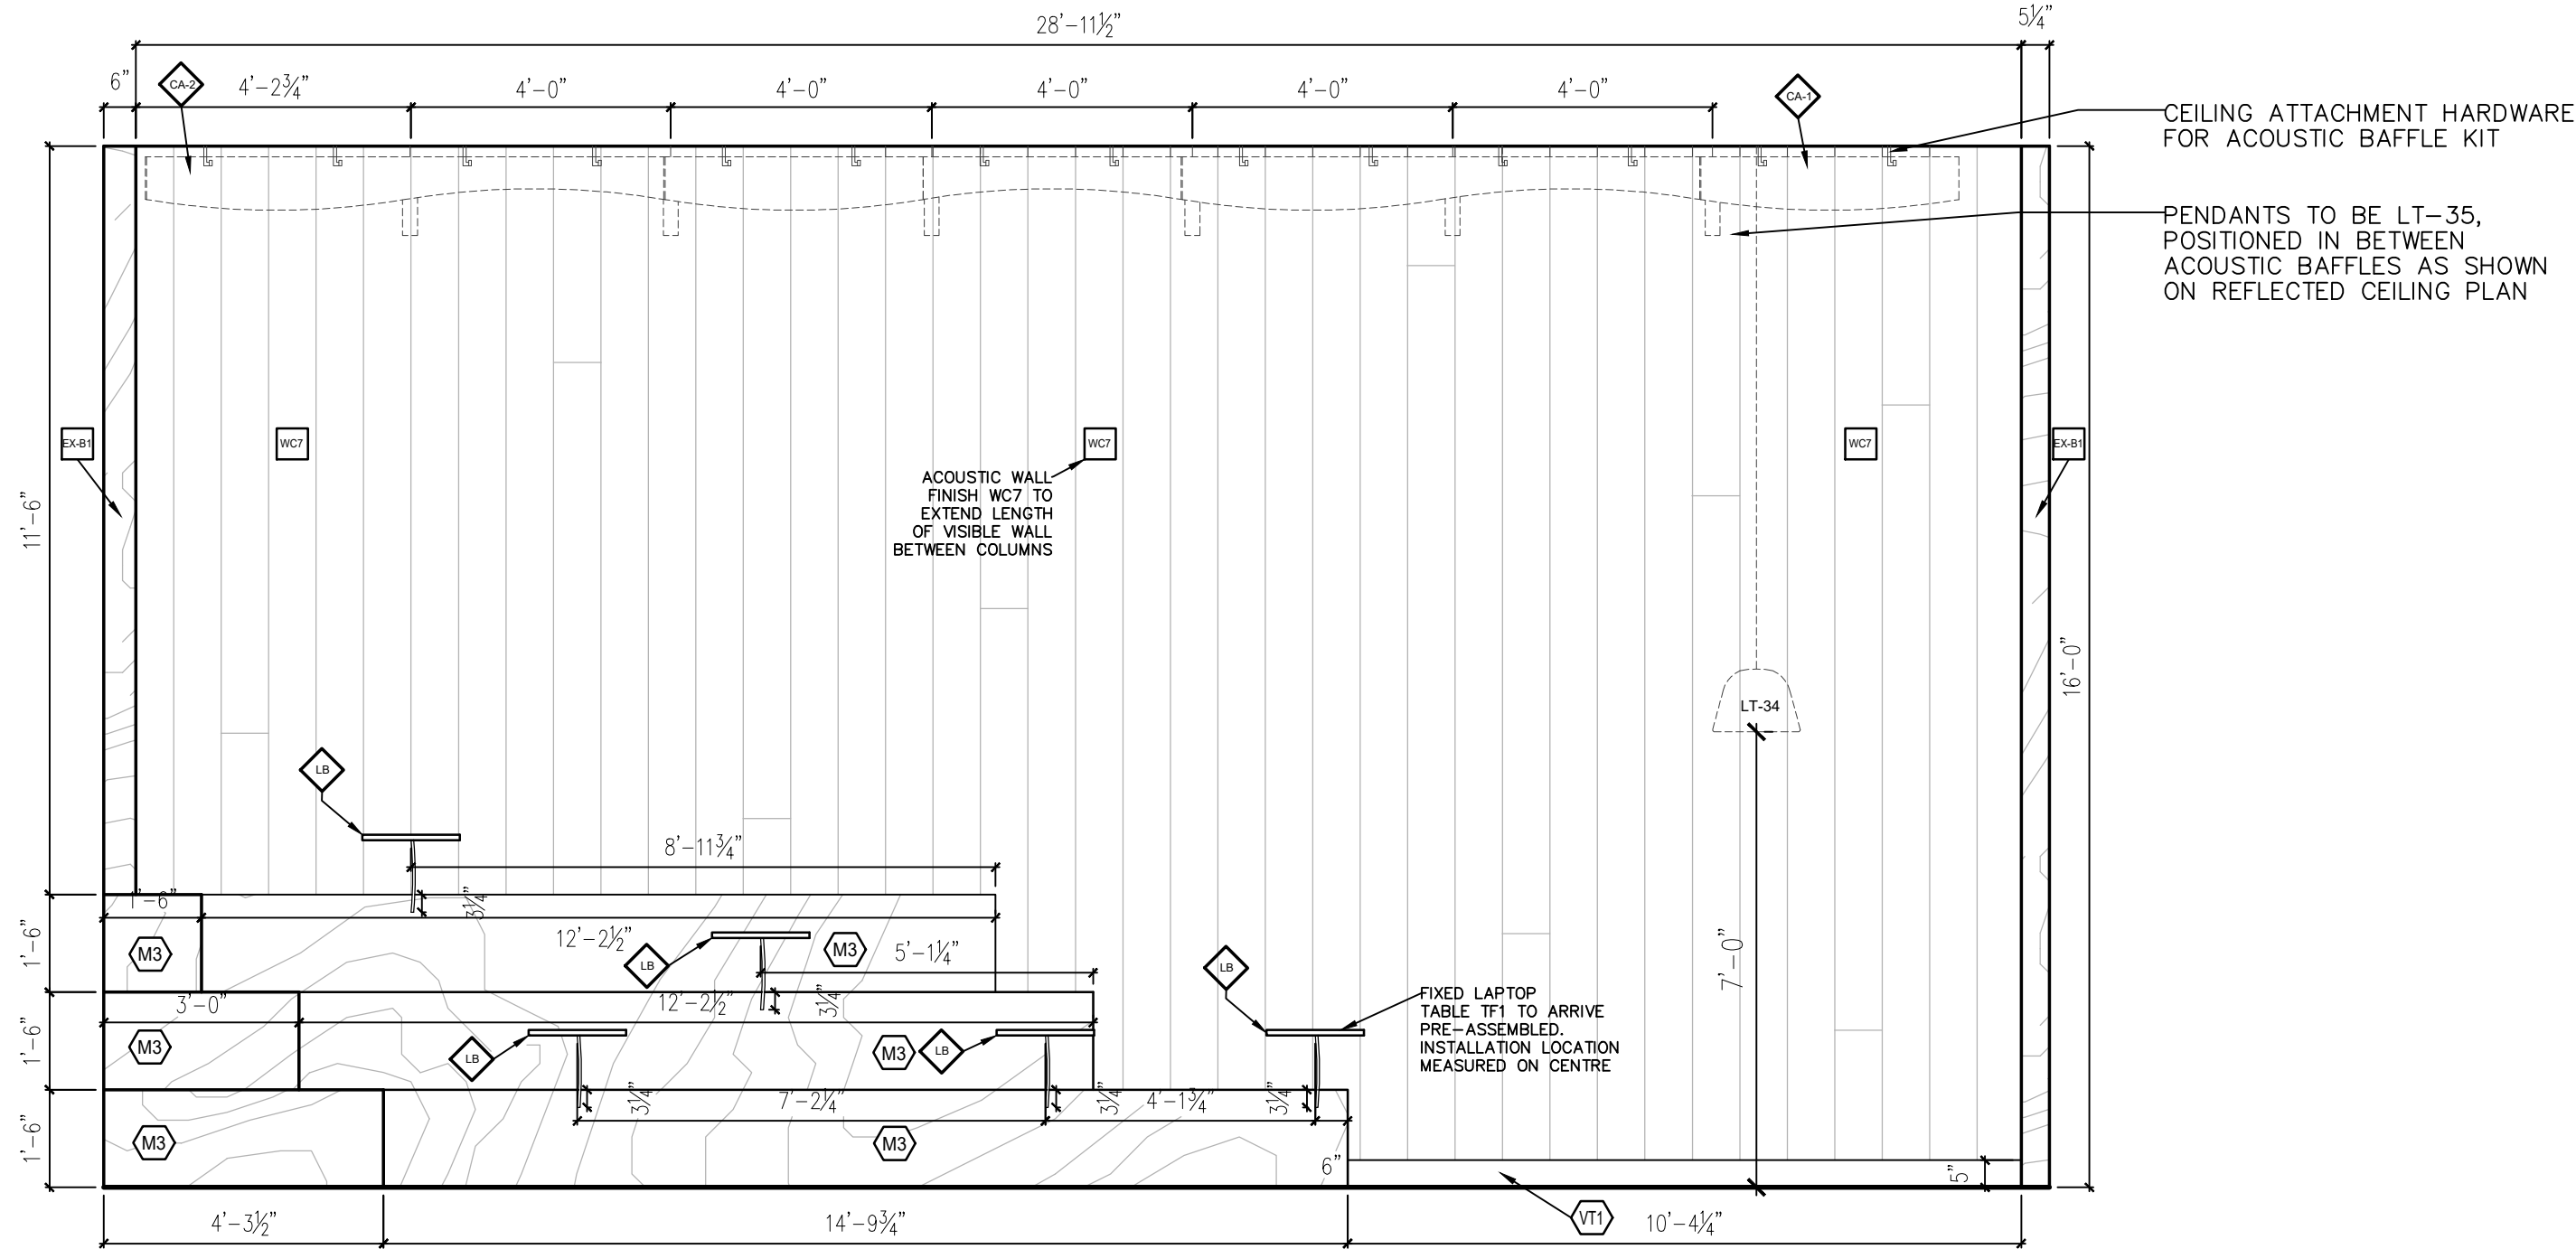 28'-11½"
5¼"
6"
CA-2
4'-2¾"
4'-0"
4'-0"
4'-0"
4'-0"
4'-0"
CA-1
CEILING ATTACHMENT HARDWARE
FOR ACOUSTIC BAFFLE KIT
PENDANTS TO BE LT-35,
POSITIONED IN BETWEEN
ACOUSTIC BAFFLES AS SHOWN
ON REFLECTED CEILING PLAN
EX-B1
WC7
WC7
WC7
EX-B1
ACOUSTIC WALL
FINISH WC7 TO
EXTEND LENGTH
OF VISIBLE WALL
BETWEEN COLUMNS
11'-6"
16'-0"
LT-34
LB
8'-11¾"
1'-6"
3¼"
1'-6"
M3
12'-2½"
LB
M3
5'-1¼"
LB
7'-0"
3'-0"
12'-2½"
3¼"
FIXED LAPTOP
TABLE TF1 TO ARRIVE
PRE-ASSEMBLED.
INSTALLATION LOCATION
MEASURED ON CENTRE
1'-6"
M3
LB
M3
LB
3¼"
7'-2¼"
3¼"
4'-1¾"
3¼"
1'-6"
M3
M3
6"
5"
4'-3½"
14'-9¾"
VT1
10'-4¼"